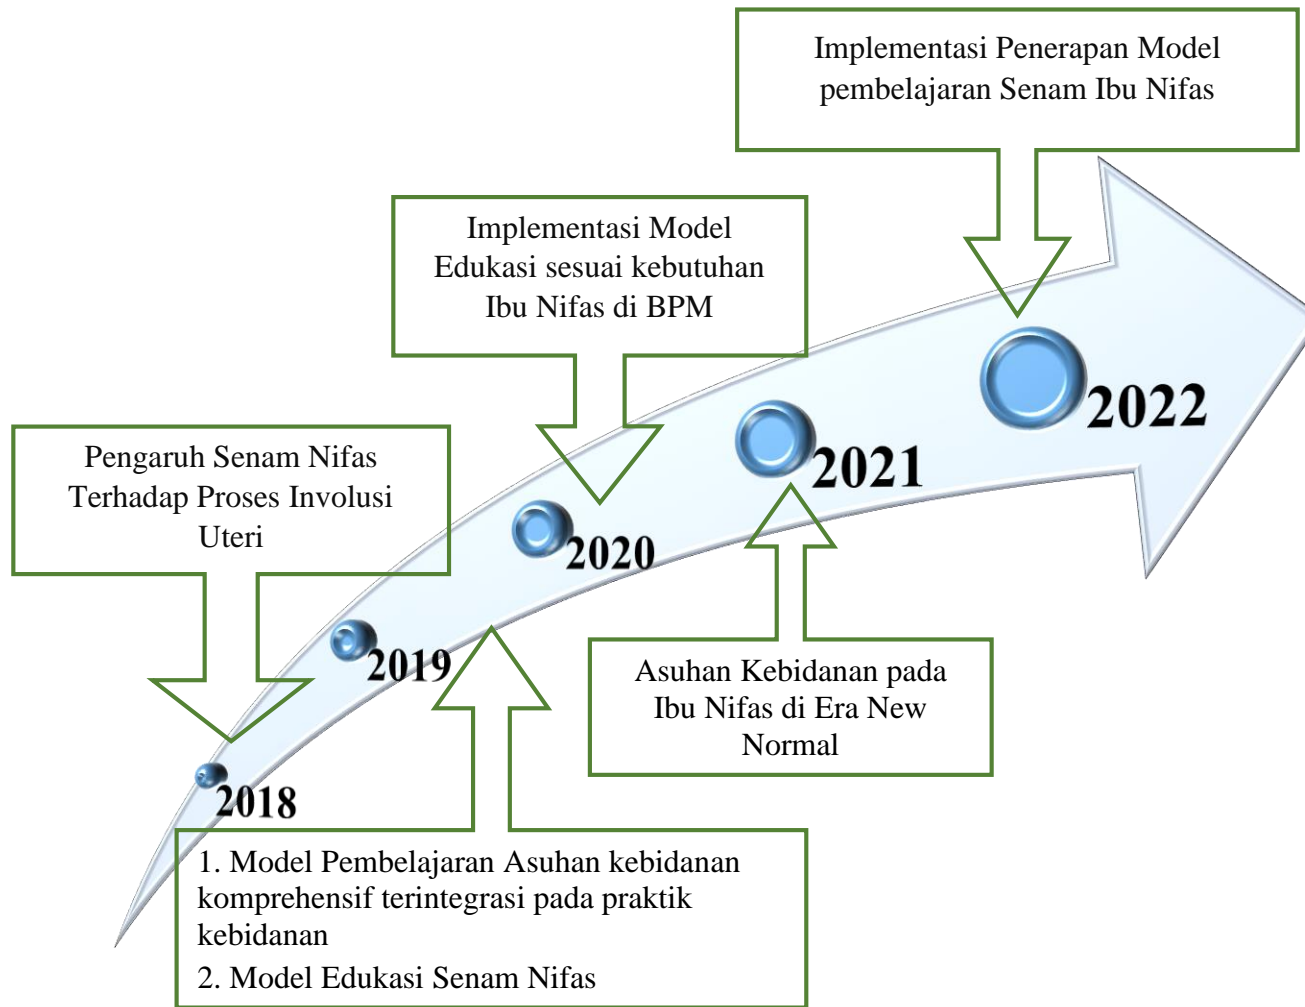 Implementasi Penerapan Model
pembelajaran Senam Ibu Nifas
Implementasi Model
Edukasi sesuai kebutuhan
Ibu Nifas di BPM
2022
2021
Pengaruh Senam Nifas
Terhadap Proses Involusi
Uteri
2020
2019
Asuhan Kebidanan pada
Ibu Nifas di Era New
Normal
2018
1. Model Pembelajaran Asuhan kebidanan
komprehensif terintegrasi pada praktik
kebidanan
2. Model Edukasi Senam Nifas